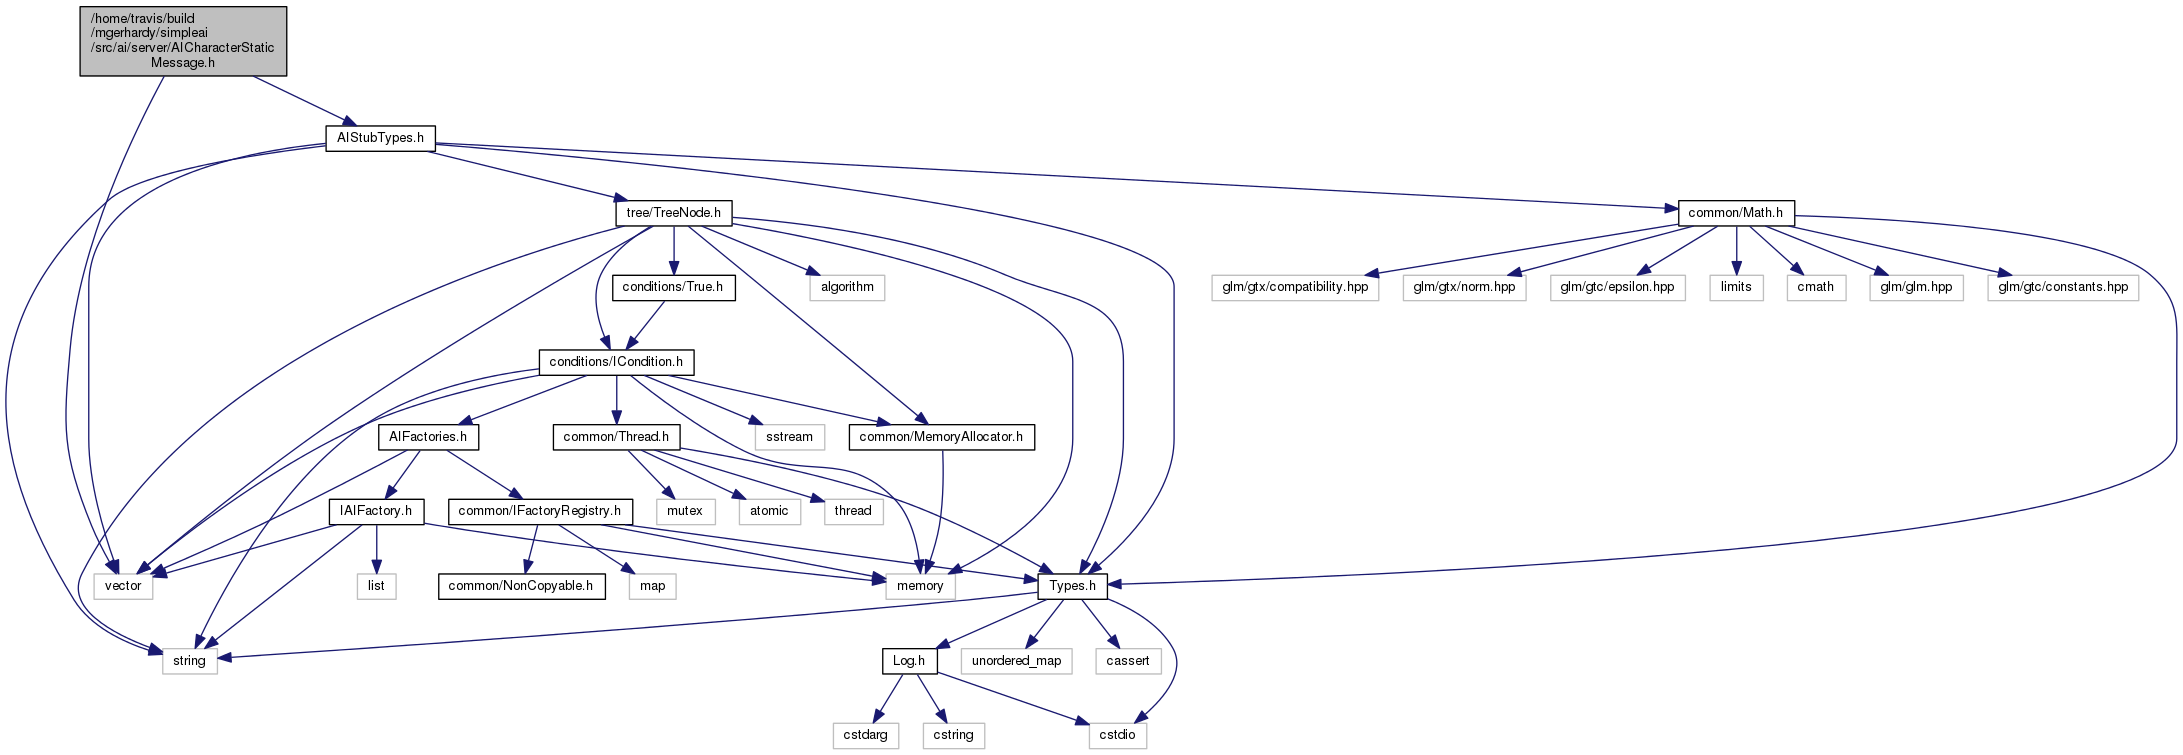 /home/travis/build
/mgerhardy/simpleai
/src/ai/server/AICharacterStatic
Message.h
AIStubTypes.h
tree/TreeNode.h
common/Math.h
conditions/True.h
algorithm
glm/gtx/compatibility.hpp
glm/gtx/norm.hpp
glm/gtc/epsilon.hpp
limits
cmath
glm/glm.hpp
glm/gtc/constants.hpp
conditions/ICondition.h
AIFactories.h
common/Thread.h
sstream
common/MemoryAllocator.h
IAIFactory.h
common/IFactoryRegistry.h
mutex
atomic
thread
vector
list
common/NonCopyable.h
map
memory
Types.h
string
Log.h
unordered_map
cassert
cstdarg
cstring
cstdio